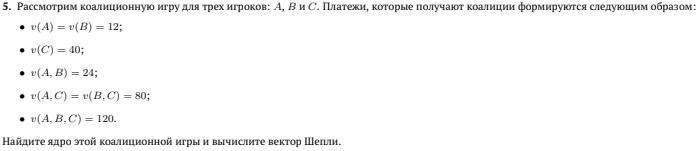 5. Рассмотрим коалиционную игру для трех игроков: A, B и C. Платежи, которые получают коалиции формируются следующим образом:
• v(A) = v(B) = 12;
• v(C) = 40;
• v(A, B) = 24;
• v(A, C) = v(B, C) = 80;
• v(A, B, C) = 120.
Найдите ядро этой коалиционной игры и вычислите вектор Шепли.